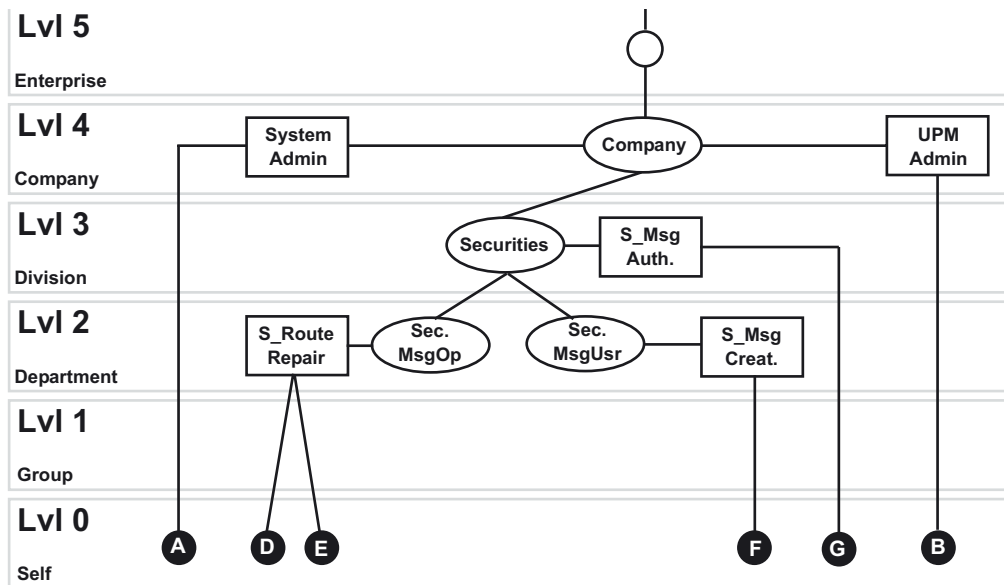 Lvl 5
Enterprise
Lvl 4
System
Admin
Company
UPM
Admin
Company
Lvl 3
Securities
S_Msg
Auth.
Division
Lvl 2
S_Route
Repair
Sec.
MsgOp
Sec.
MsgUsr
S_Msg
Creat.
Department
Lvl 1
Group
Lvl 0
A
D
E
F
G
B
Self